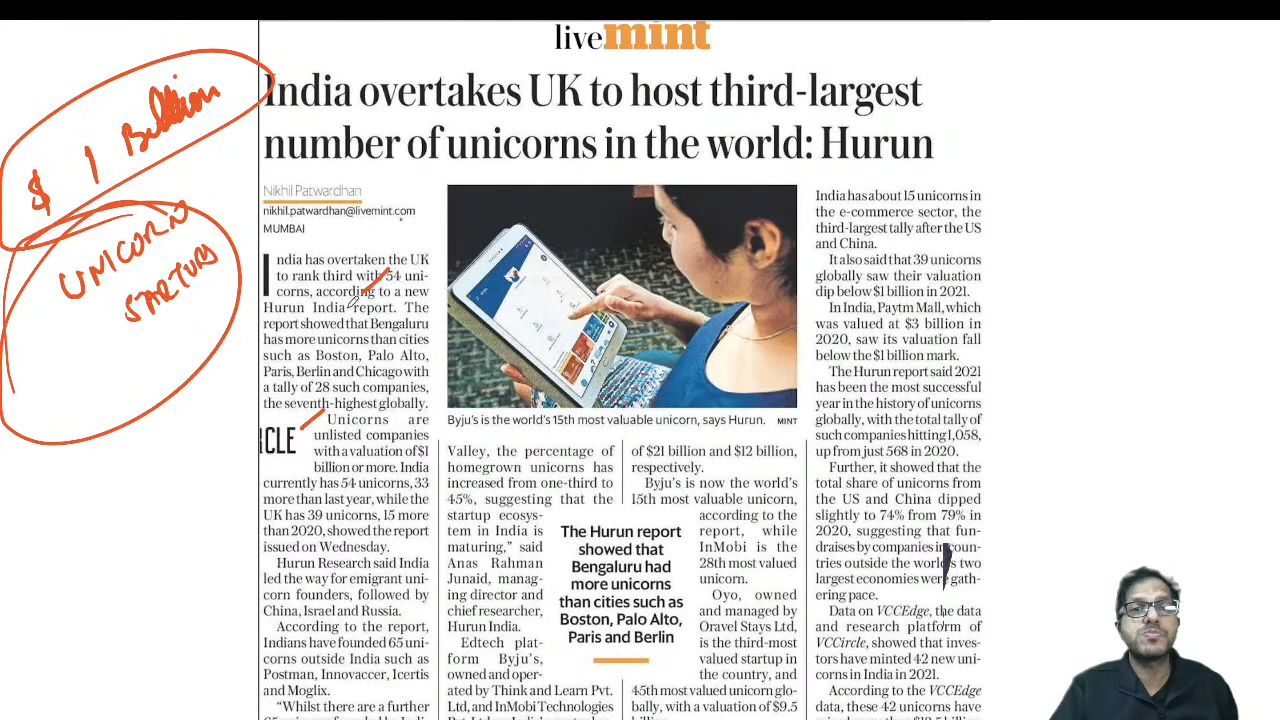 livemint
India overtakes UK to host third-largest
number of unicorns in the world: Hurun
$ 1 Billion
UNICORN
STARTUPS
Nikhil Patwardhan
nikhil.patwardhan@livemint.com
MUMBAI
India has overtaken the UK
to rank third with 54 uni-
corns, according to a new
Hurun India report. The
report showed that Bengaluru
has more unicorns than cities
such as Boston, Palo Alto,
Paris, Berlin and Chicago with
a tally of 28 such companies,
the seventh-highest globally.
RCLE
Unicorns are
unlisted companies
with a valuation of $1
billion or more. India
currently has 54 unicorns, 33
more than last year, while the
UK has 39 unicorns, 15 more
than 2020, showed the report
issued on Wednesday.
Hurun Research said India
led the way for emigrant uni-
corn founders, followed by
China, Israel and Russia.
According to the report,
Indians have founded 65 uni-
corns outside India such as
Postman, Innovaccer, Icertis
and Moglix.
"Whilst there are a further
Byju's is the world's 15th most valuable unicorn, says Hurun. MINT
Valley, the percentage of
homegrown unicorns has
increased from one-third to
45%, suggesting that the
startup ecosys-
tem in India is
maturing," said
Anas Rahman
Junaid, manag-
ing director and
chief researcher,
Hurun India.
Edtech plat-
form Byju's,
owned and oper-
ated by Think and Learn Pvt.
Ltd, and InMobi Technologies
The Hurun report
showed that
Bengaluru had
more unicorns
than cities such as
Boston, Palo Alto,
Paris and Berlin
of $21 billion and $12 billion,
respectively.
Byju's is now the world's
15th most valuable unicorn,
according to the
report, while
InMobi is the
28th most valued
unicorn.
Oyo, owned
and managed by
Oravel Stays Ltd,
is the third-most
valued startup in
the country, and
45th most valued unicorn glo-
bally, with a valuation of $9.5
India has about 15 unicorns in
the e-commerce sector, the
third-largest tally after the US
and China.
It also said that 39 unicorns
globally saw their valuation
dip below $1 billion in 2021.
In India, Paytm Mall, which
was valued at $3 billion in
2020, saw its valuation fall
below the $1 billion mark.
The Hurun report said 2021
has been the most successful
year in the history of unicorns
globally, with the total tally of
such companies hitting 1,058,
up from just 568 in 2020.
Further, it showed that the
total share of unicorns from
the US and China dipped
slightly to 74% from 79% in
2020, suggesting that fun-
draises by companies in coun-
tries outside the world's two
largest economies were gath-
ering pace.
Data on VCCEdge, the data
and research platform of
VCCircle, showed that inves-
tors have minted 42 new uni-
corns in India in 2021.
According to the VCCEdge
data, these 42 unicorns have